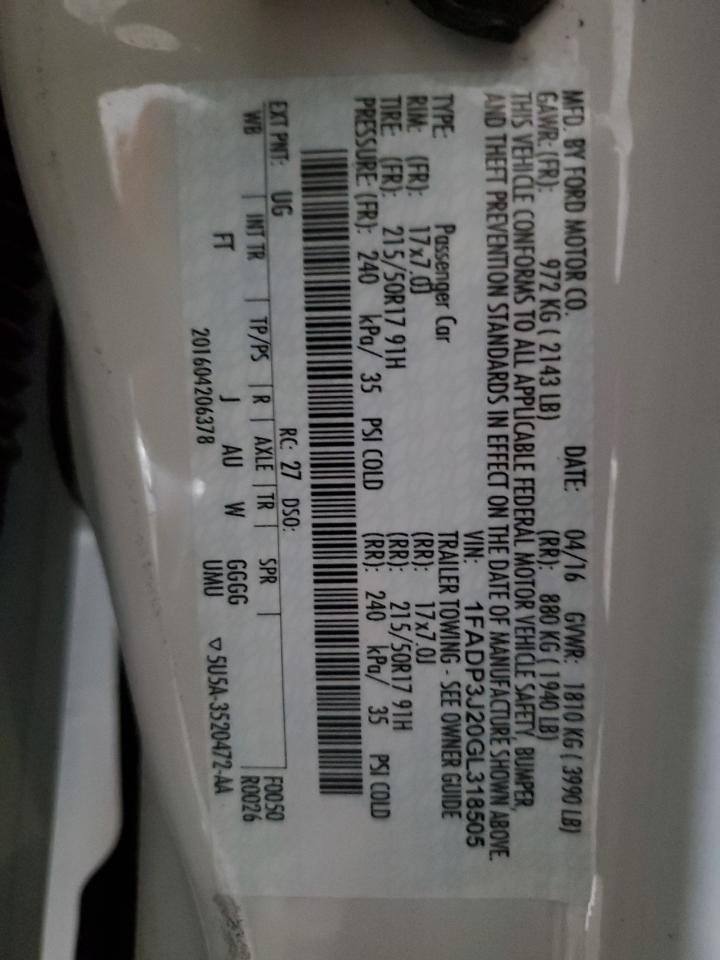 MFD. BY FORD MOTOR CO. DATE: 04/16 GVWR: 1810 KG ( 3990 LB)
GAWR: (FR): 972 KG ( 2143 LB) (RR): 880 KG ( 1940 LB)
THIS VEHICLE CONFORMS TO ALL APPLICABLE FEDERAL MOTOR VEHICLE SAFETY, BUMPER,
AND THEFT PREVENTION STANDARDS IN EFFECT ON THE DATE OF MANUFACTURE SHOWN ABOVE.
VIN: 1FADP3J20GL318505
TYPE: Passenger Car TRAILER TOWING - SEE OWNER GUIDE
RIM: (FR): 17x7.0J (RR): 17x7.0J
TIRE: (FR): 215/50R17 91H (RR): 215/50R17 91H
PRESSURE: (FR): 240 kPa/ 35 PSI COLD (RR): 240 kPa/ 35 PSI COLD
EXT PNT: UG RC: 27 DSO: F0050
WB INT TR TP/PS R AXLE TR SPR R0026
FT J AU W GGGG
201604206378 UMU ▽5U5A-3520472-AA